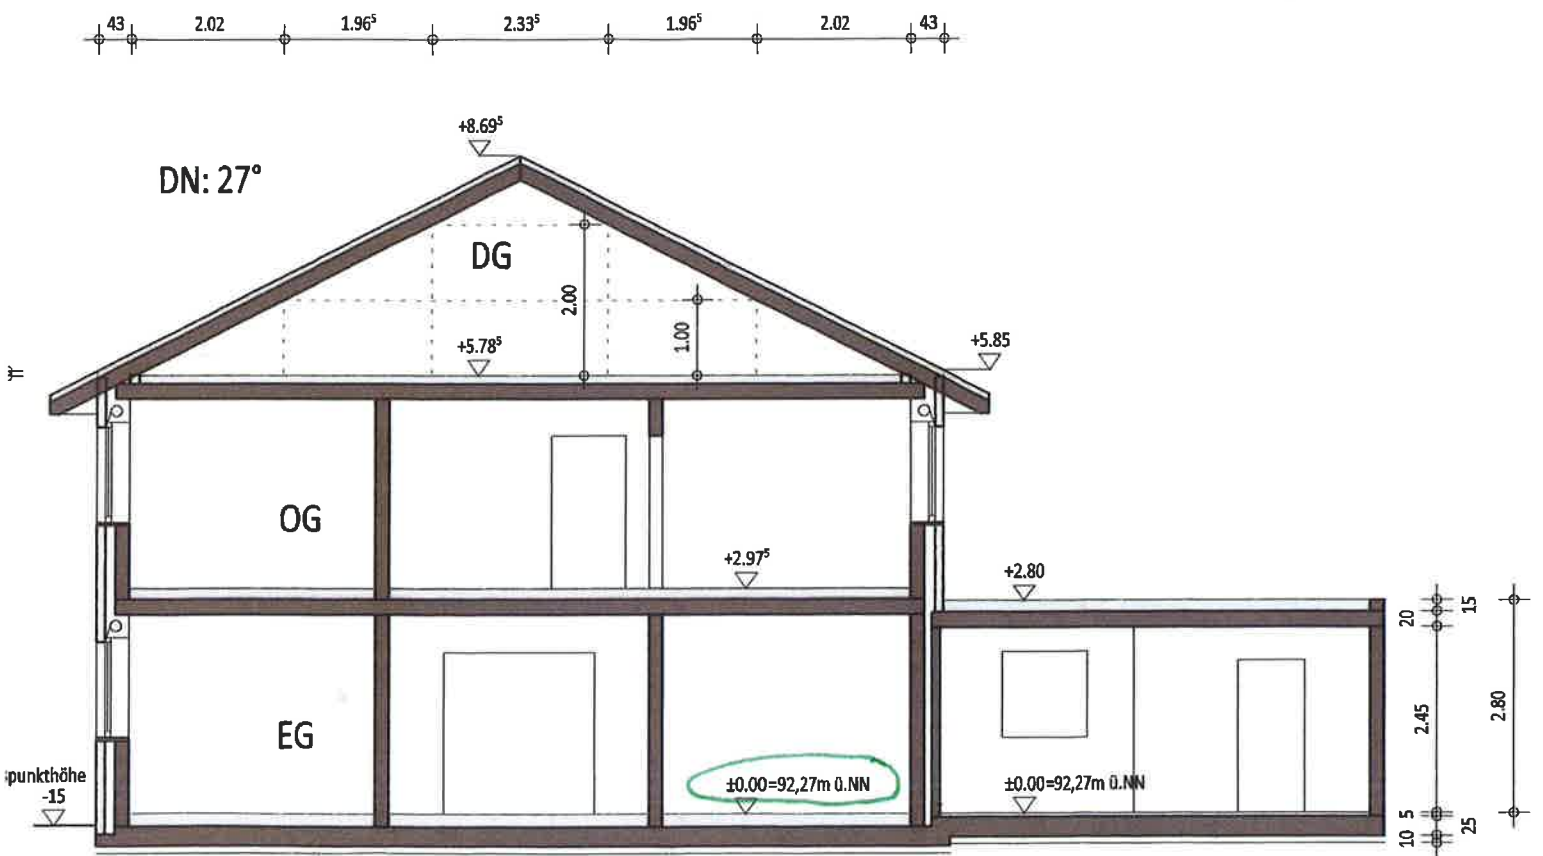 43 2.02 1.96⁵ 2.33⁵ 1.96⁵ 2.02 43
+8.69⁵
DN: 27°
DG
2.00
1.00
+5.78⁵
+5.85
OG
+2.97⁵
+2.80
20 15
2.45 2.80
EG
±0.00=92,27m ü.NN
±0.00=92,27m ü.NN
-15
10 5 25